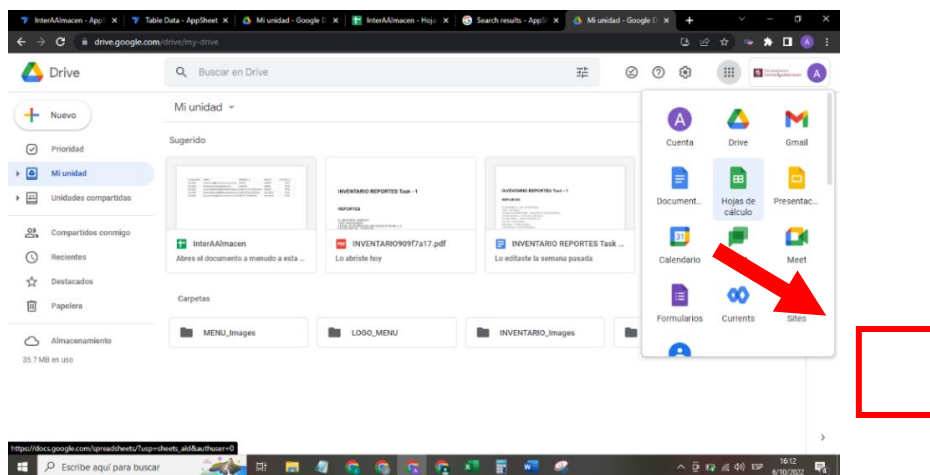 InterAAlmacen - App
Table Data - AppSheet
Mi unidad - Google D
InterAAlmacen - Hoja
Search results - AppS
Mi unidad - Google D
drive.google.com/drive/my-drive
Drive
Buscar en Drive
A
Nuevo
Mi unidad
Prioridad
Mi unidad
Unidades compartidas
Compartidos conmigo
Recientes
Destacados
Papelera
Almacenamiento
35.7 MB en uso
Sugerido
INVENTARIO REPORTES Task - 1
REPORTES
INVENTARIO REPORTES Task - 1
REPORTES
InterAAlmacen
Abres el documento a menudo a esta ...
INVENTARIO909f7a17.pdf
Lo abriste hoy
INVENTARIO REPORTES Task ...
Lo editaste la semana pasada
Carpetas
MENU_Images
LOGO_MENU
INVENTARIO_Images
A
Cuenta
Drive
Gmail
Document...
Hojas de
cálculo
Presentac...
31
Calendario
Meet
Formularios
Currents
Sites
https://docs.google.com/spreadsheets/?usp=sheets_ald&authuser=0
Escribe aquí para buscar
ESP
16:12
6/10/2022